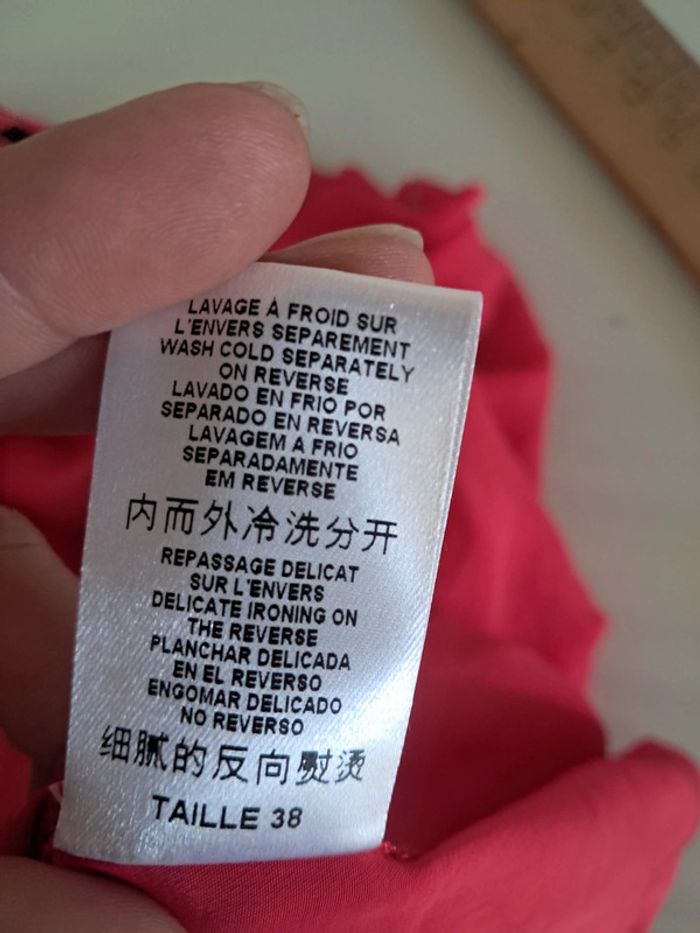 LAVAGE À FROID SUR
L'ENVERS SEPAREMENT
WASH COLD SEPARATELY
ON REVERSE
LAVADO EN FRIO POR
SEPARADO EN REVERSA
LAVAGEM A FRIO
SEPARADAMENTE
EM REVERSE
内而外冷洗分开
REPASSAGE DELICAT
SUR L'ENVERS
DELICATE IRONING ON
THE REVERSE
PLANCHAR DELICADA
EN EL REVERSO
ENGOMAR DELICADO
NO REVERSO
细腻的反向熨烫
TAILLE 38